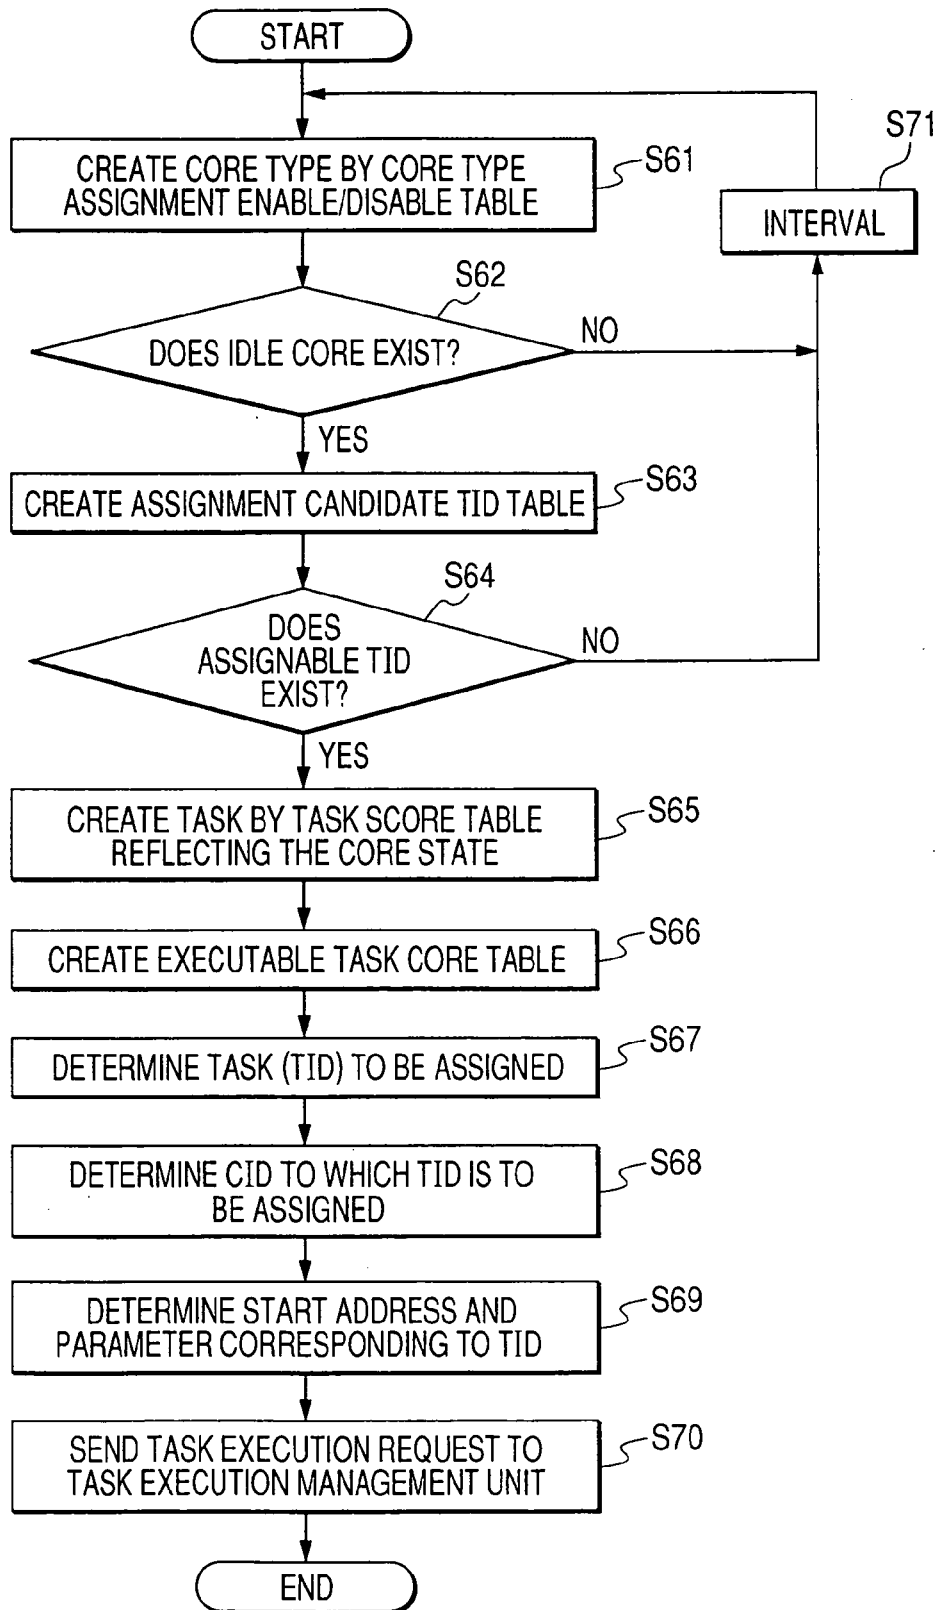 START
S71
CREATE CORE TYPE BY CORE TYPE
ASSIGNMENT ENABLE/DISABLE TABLE
S61
INTERVAL
S62
DOES IDLE CORE EXIST?
NO
YES
CREATE ASSIGNMENT CANDIDATE TID TABLE
S63
S64
DOES
ASSIGNABLE TID
EXIST?
NO
YES
CREATE TASK BY TASK SCORE TABLE
REFLECTING THE CORE STATE
S65
CREATE EXECUTABLE TASK CORE TABLE
S66
DETERMINE TASK (TID) TO BE ASSIGNED
S67
DETERMINE CID TO WHICH TID IS TO
BE ASSIGNED
S68
DETERMINE START ADDRESS AND
PARAMETER CORRESPONDING TO TID
S69
SEND TASK EXECUTION REQUEST TO
TASK EXECUTION MANAGEMENT UNIT
S70
END